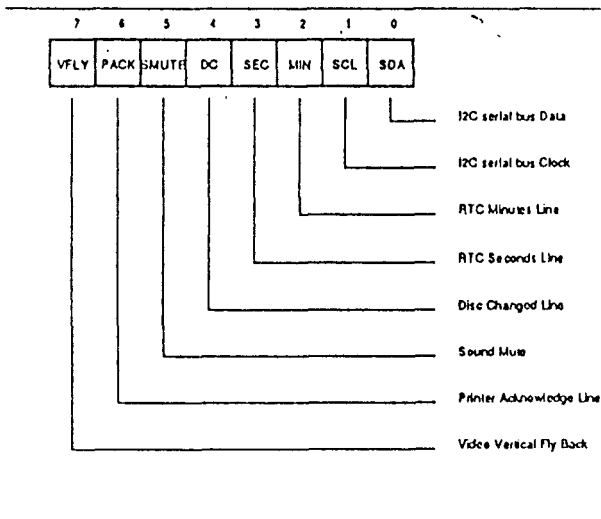 7 6 5 4 3 2 1 0
VFLY PACK SMUTE DC SEC MIN SCL SDA
I2C serial bus Data
I2C serial bus Clock
RTC Minutes Line
RTC Seconds Line
Disc Changed Line
Sound Mute
Printer Acknowledge Line
Video Vertical Fly Back